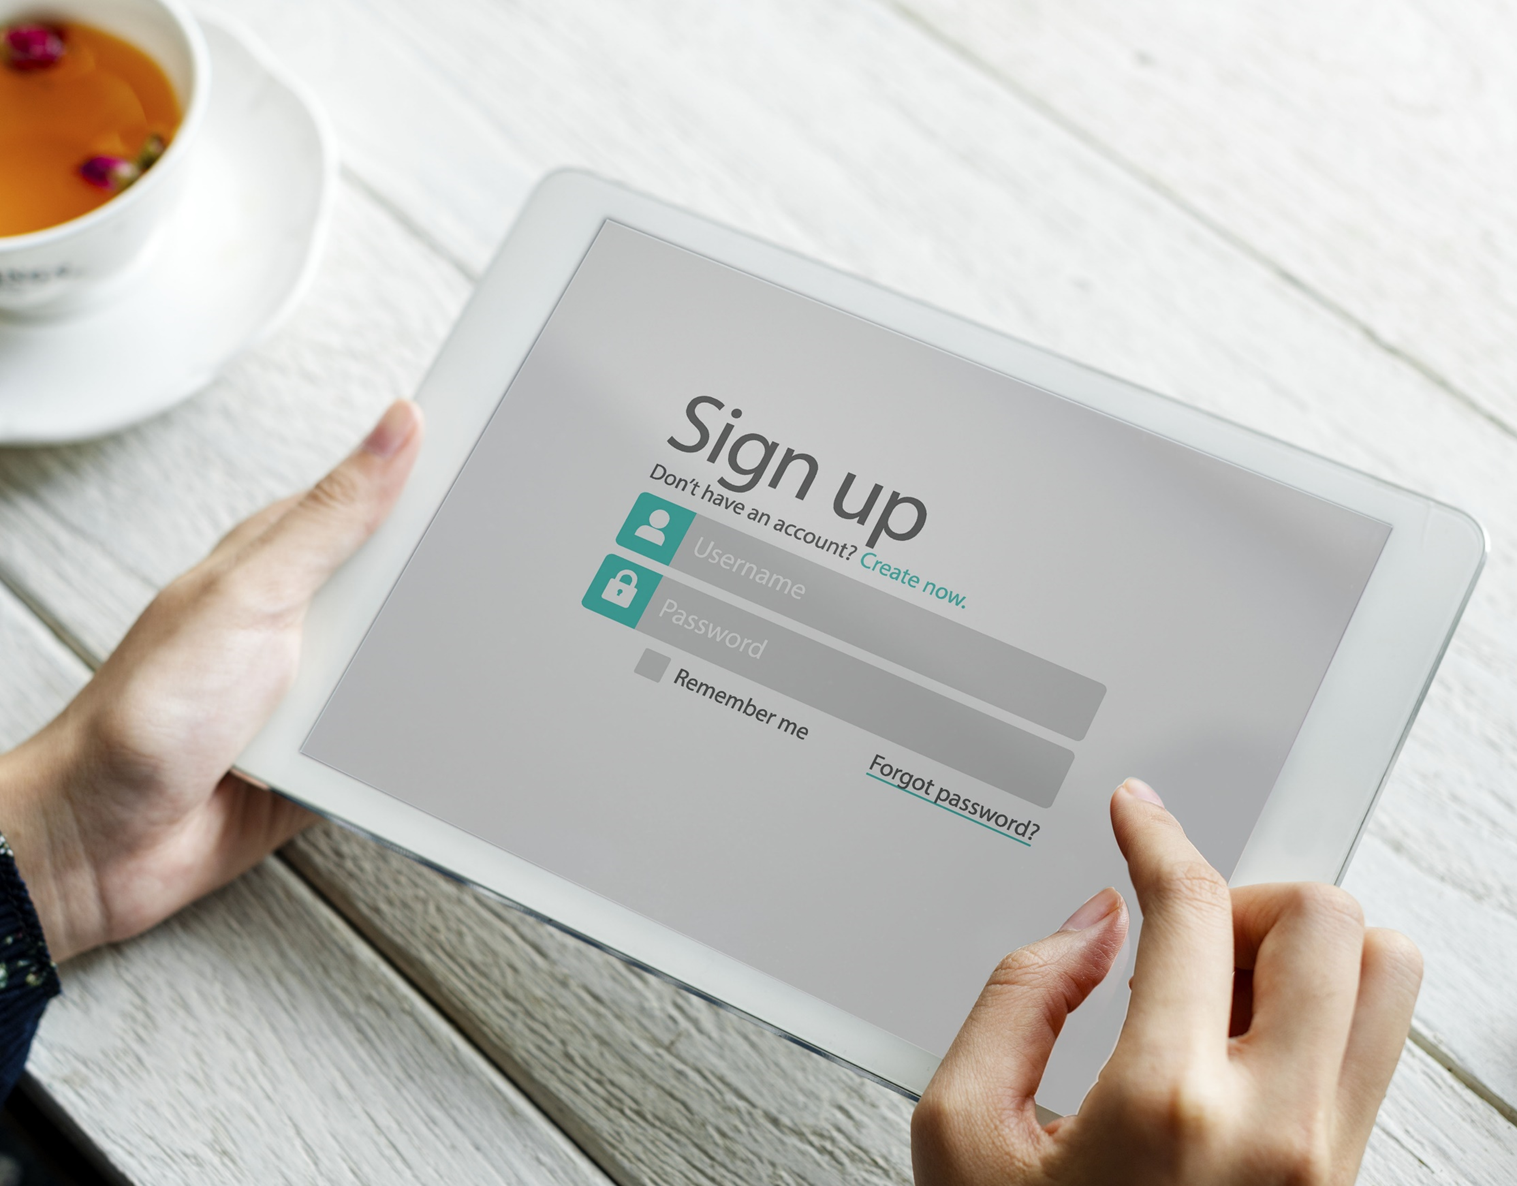 Sign up
Don't have an account? Create now.
Username
Password
Remember me
Forgot password?